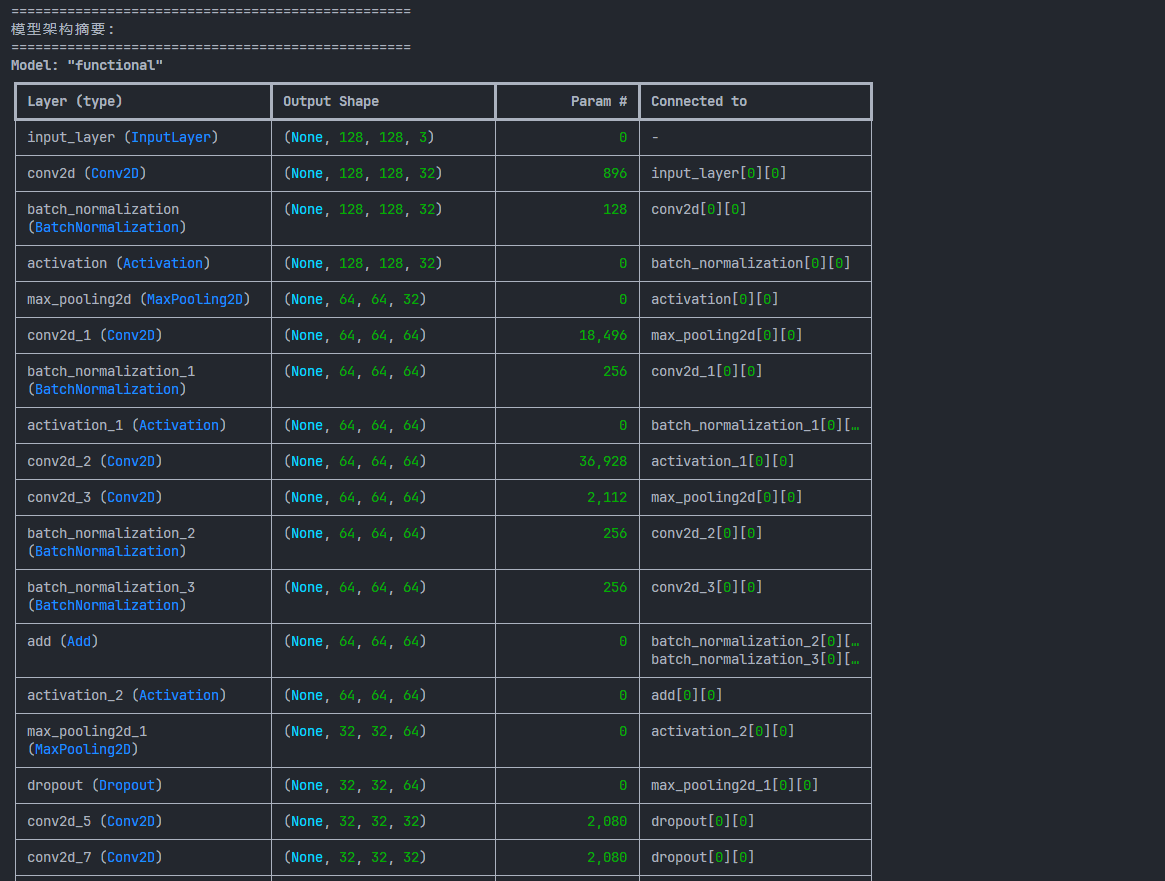 ==================================================
模型架构摘要:
==================================================
Model: "functional"
Layer (type) Output Shape Param # Connected to
input_layer (InputLayer) (None, 128, 128, 3) 0 -
conv2d (Conv2D) (None, 128, 128, 32) 896 input_layer[0][0]
batch_normalization (None, 128, 128, 32) 128 conv2d[0][0]
(BatchNormalization)
activation (Activation) (None, 128, 128, 32) 0 batch_normalization[0][0]
max_pooling2d (MaxPooling2D) (None, 64, 64, 32) 0 activation[0][0]
conv2d_1 (Conv2D) (None, 64, 64, 64) 18,496 max_pooling2d[0][0]
batch_normalization_1 (None, 64, 64, 64) 256 conv2d_1[0][0]
(BatchNormalization)
activation_1 (Activation) (None, 64, 64, 64) 0 batch_normalization_1[0][…
conv2d_2 (Conv2D) (None, 64, 64, 64) 36,928 activation_1[0][0]
conv2d_3 (Conv2D) (None, 64, 64, 64) 2,112 max_pooling2d[0][0]
batch_normalization_2 (None, 64, 64, 64) 256 conv2d_2[0][0]
(BatchNormalization)
batch_normalization_3 (None, 64, 64, 64) 256 conv2d_3[0][0]
(BatchNormalization)
add (Add) (None, 64, 64, 64) 0 batch_normalization_2[0][…
batch_normalization_3[0][…
activation_2 (Activation) (None, 64, 64, 64) 0 add[0][0]
max_pooling2d_1 (None, 32, 32, 64) 0 activation_2[0][0]
(MaxPooling2D)
dropout (Dropout) (None, 32, 32, 64) 0 max_pooling2d_1[0][0]
conv2d_5 (Conv2D) (None, 32, 32, 32) 2,080 dropout[0][0]
conv2d_7 (Conv2D) (None, 32, 32, 32) 2,080 dropout[0][0]